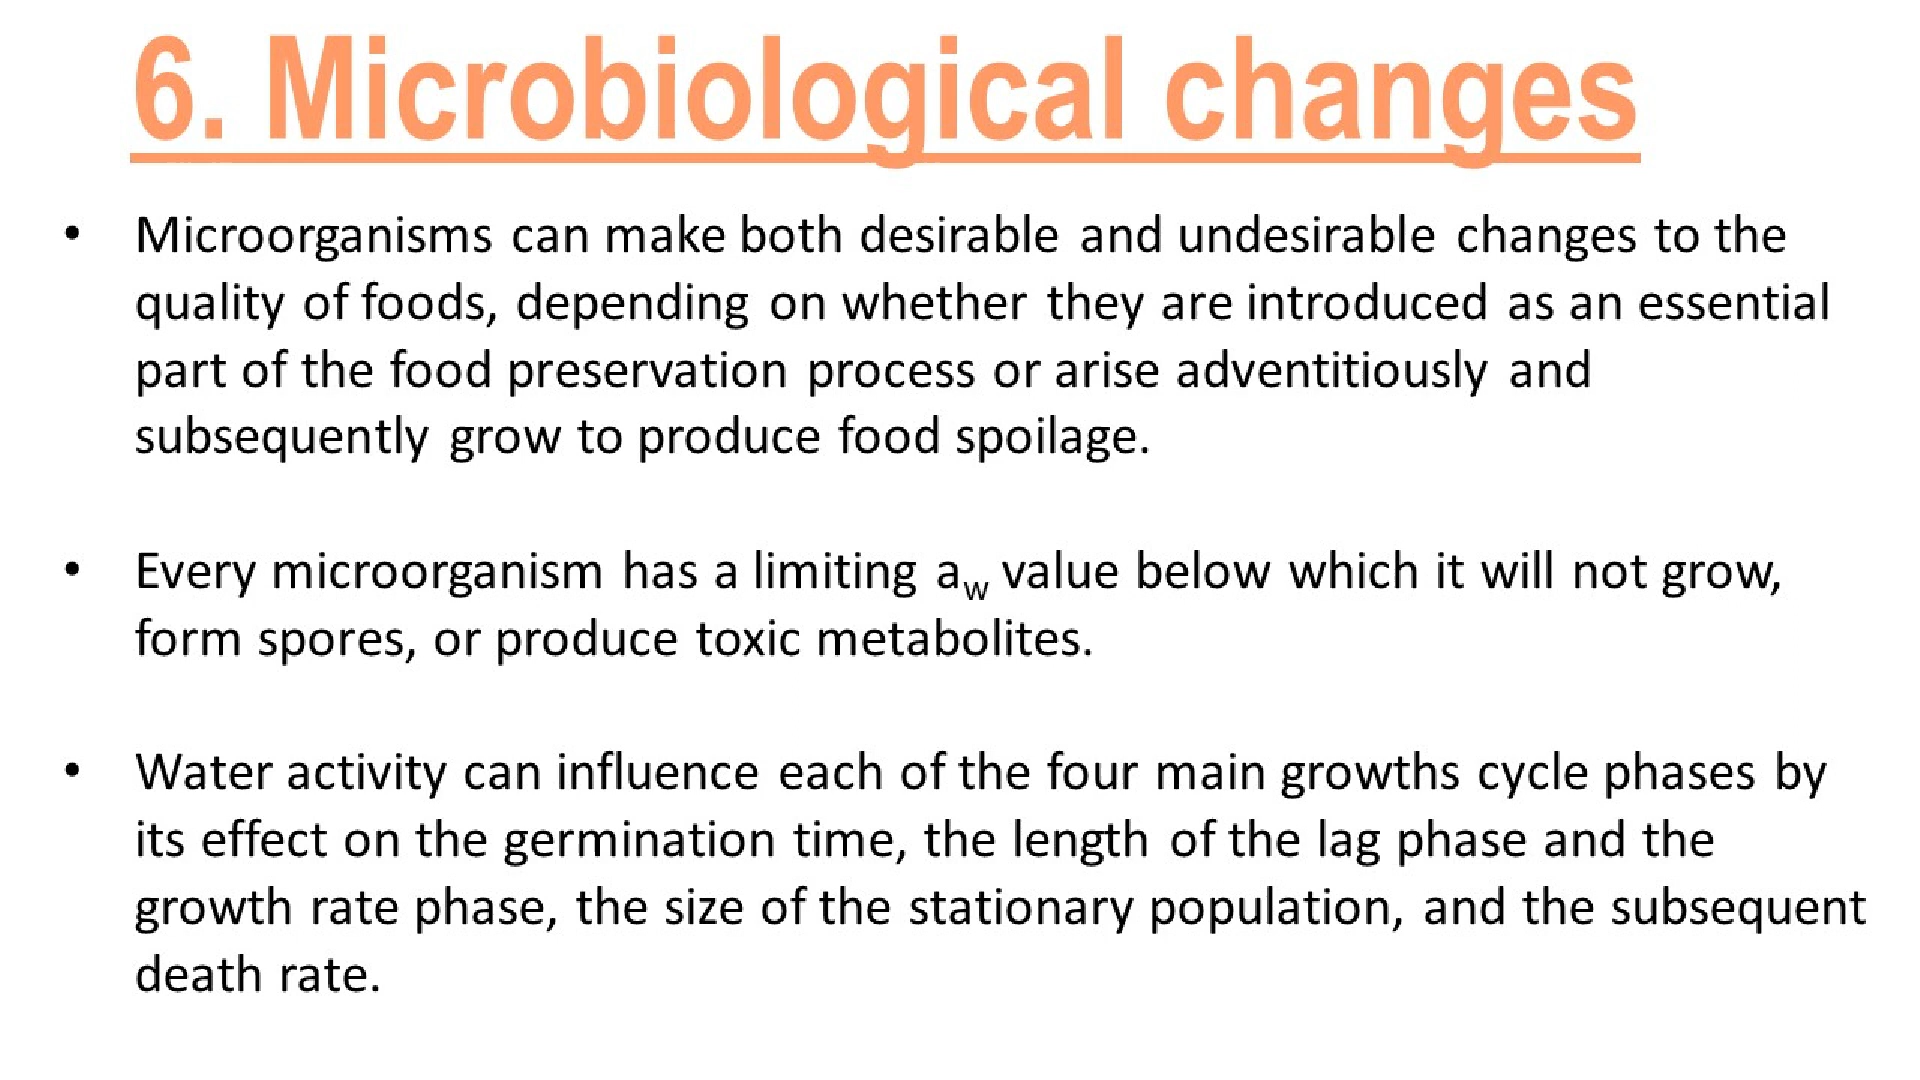 6. Microbiological changes
• Microorganisms can make both desirable and undesirable changes to the
quality of foods, depending on whether they are introduced as an essential
part of the food preservation process or arise adventitiously and
subsequently grow to produce food spoilage.
• Every microorganism has a limiting aw value below which it will not grow,
form spores, or produce toxic metabolites.
• Water activity can influence each of the four main growths cycle phases by
its effect on the germination time, the length of the lag phase and the
growth rate phase, the size of the stationary population, and the subsequent
death rate.